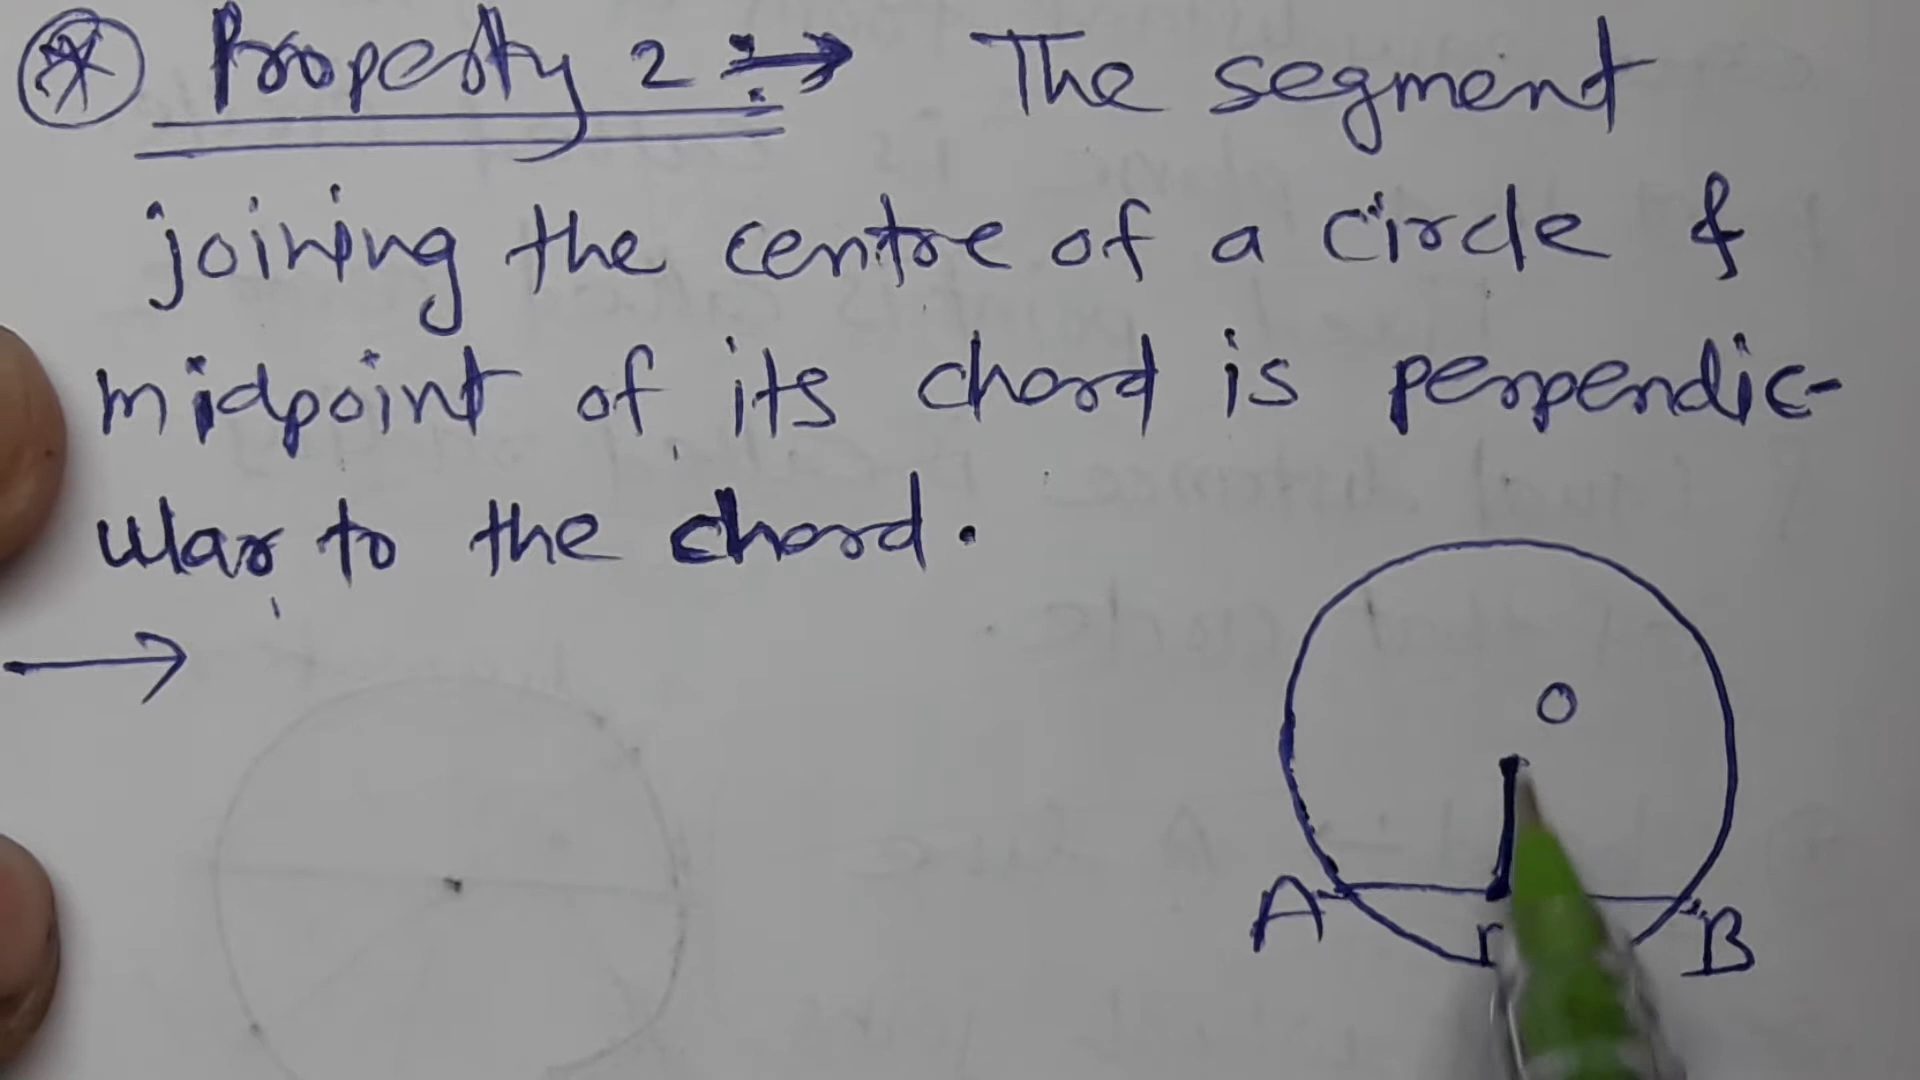 Property 2 :→ The segment
joining the centre of a circle &
midpoint of its chord is perpendic-
ular to the chord.
→
O
A
B